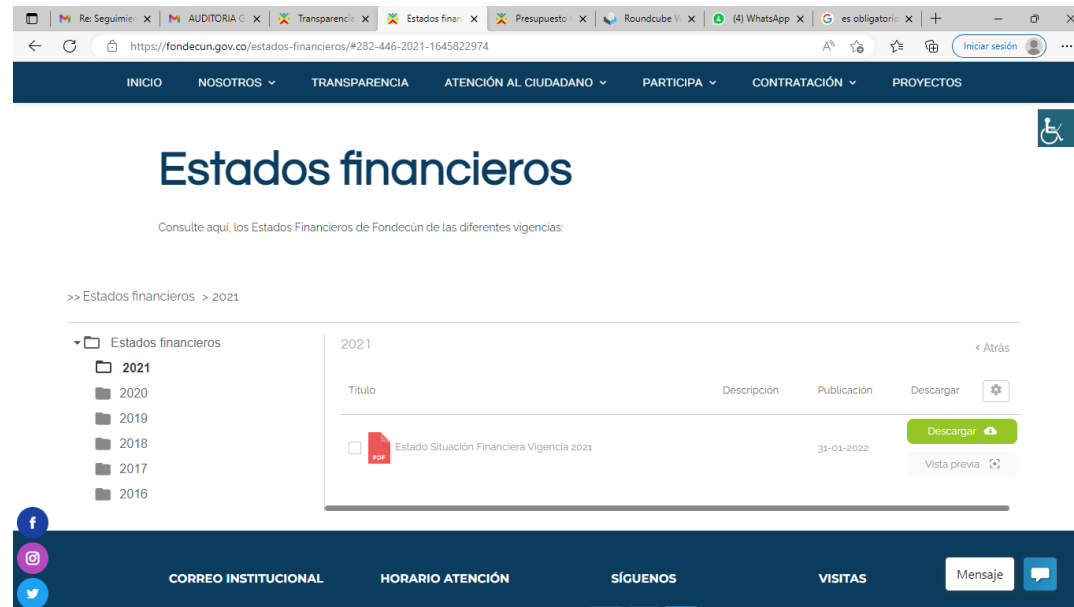 Re: Seguimier
AUDITORIA G
Transparencia
Estados finan
Presupuesto
Roundcube W
(4) WhatsApp
es obligatoric
https://fondecun.gov.co/estados-financieros/#282-446-2021-1645822974
Iniciar sesión
INICIO NOSOTROS TRANSPARENCIA ATENCIÓN AL CIUDADANO PARTICIPA CONTRATACIÓN PROYECTOS
Estados financieros
Consulte aquí, los Estados Financieros de Fondecún de las diferentes vigencias:
>> Estados financieros > 2021
Estados financieros
2021
2020
2019
2018
2017
2016
2021
< Atrás
Título Descripción Publicación Descargar
PDF
Estado Situación Financiera Vigencia 2021
31-01-2022
Descargar
Vista previa
CORREO INSTITUCIONAL HORARIO ATENCIÓN SÍGUENOS VISITAS
Mensaje